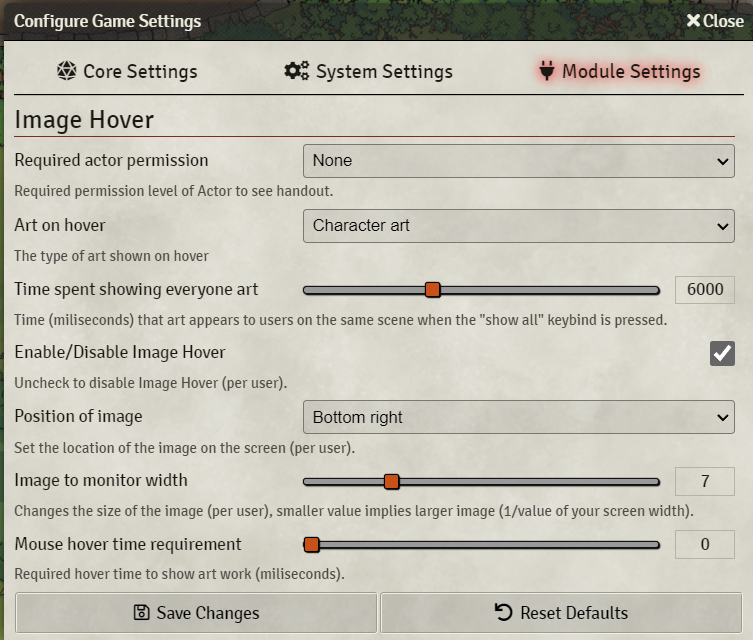 Configure Game Settings
Close
Core Settings
System Settings
Module Settings
Image Hover
Required actor permission
None
Required permission level of Actor to see handout.
Art on hover
Character art
The type of art shown on hover
Time spent showing everyone art
6000
Time (miliseconds) that art appears to users on the same scene when the "show all" keybind is pressed.
Enable/Disable Image Hover
Uncheck to disable Image Hover (per user).
Position of image
Bottom right
Set the location of the image on the screen (per user).
Image to monitor width
7
Changes the size of the image (per user), smaller value implies larger image (1/value of your screen width).
Mouse hover time requirement
0
Required hover time to show art work (miliseconds).
Save Changes
Reset Defaults